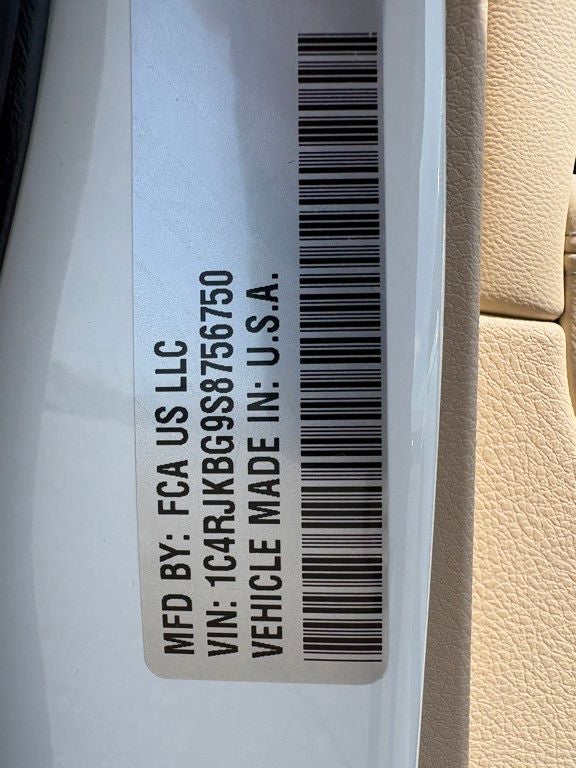 MFD BY: FCA US LLC
VIN: 1C4RJKBG9S8756750
VEHICLE MADE IN: U.S.A.